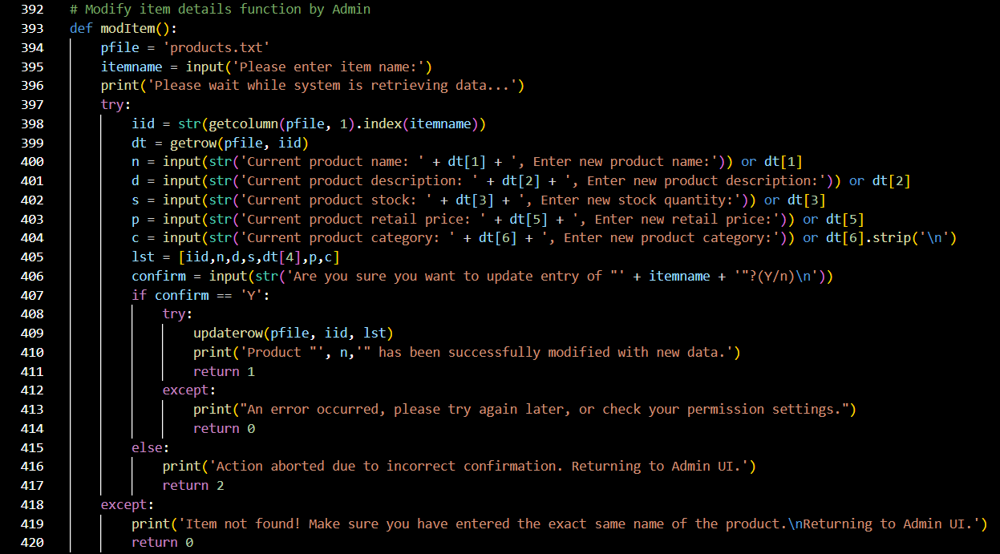 392 # Modify item details function by Admin
393 def modItem():
394     pfile = 'products.txt'
395     itemname = input('Please enter item name:')
396     print('Please wait while system is retrieving data...')
397     try:
398         iid = str(getcolumn(pfile, 1).index(itemname))
399         dt = getrow(pfile, iid)
400         n = input(str('Current product name: ' + dt[1] + ', Enter new product name:')) or dt[1]
401         d = input(str('Current product description: ' + dt[2] + ', Enter new product description:')) or dt[2]
402         s = input(str('Current product stock: ' + dt[3] + ', Enter new stock quantity:')) or dt[3]
403         p = input(str('Current product retail price: ' + dt[5] + ', Enter new retail price:')) or dt[5]
404         c = input(str('Current product category: ' + dt[6] + ', Enter new product category:')) or dt[6].strip('\n')
405         lst = [iid,n,d,s,dt[4],p,c]
406         confirm = input(str('Are you sure you want to update entry of "' + itemname + '"?(Y/n)\n'))
407         if confirm == 'Y':
408             try:
409                 updaterow(pfile, iid, lst)
410                 print('Product "', n,'" has been successfully modified with new data.')
411                 return 1
412             except:
413                 print("An error occurred, please try again later, or check your permission settings.")
414                 return 0
415         else:
416             print('Action aborted due to incorrect confirmation. Returning to Admin UI.')
417             return 2
418     except:
419         print('Item not found! Make sure you have entered the exact same name of the product.\nReturning to Admin UI.')
420         return 0